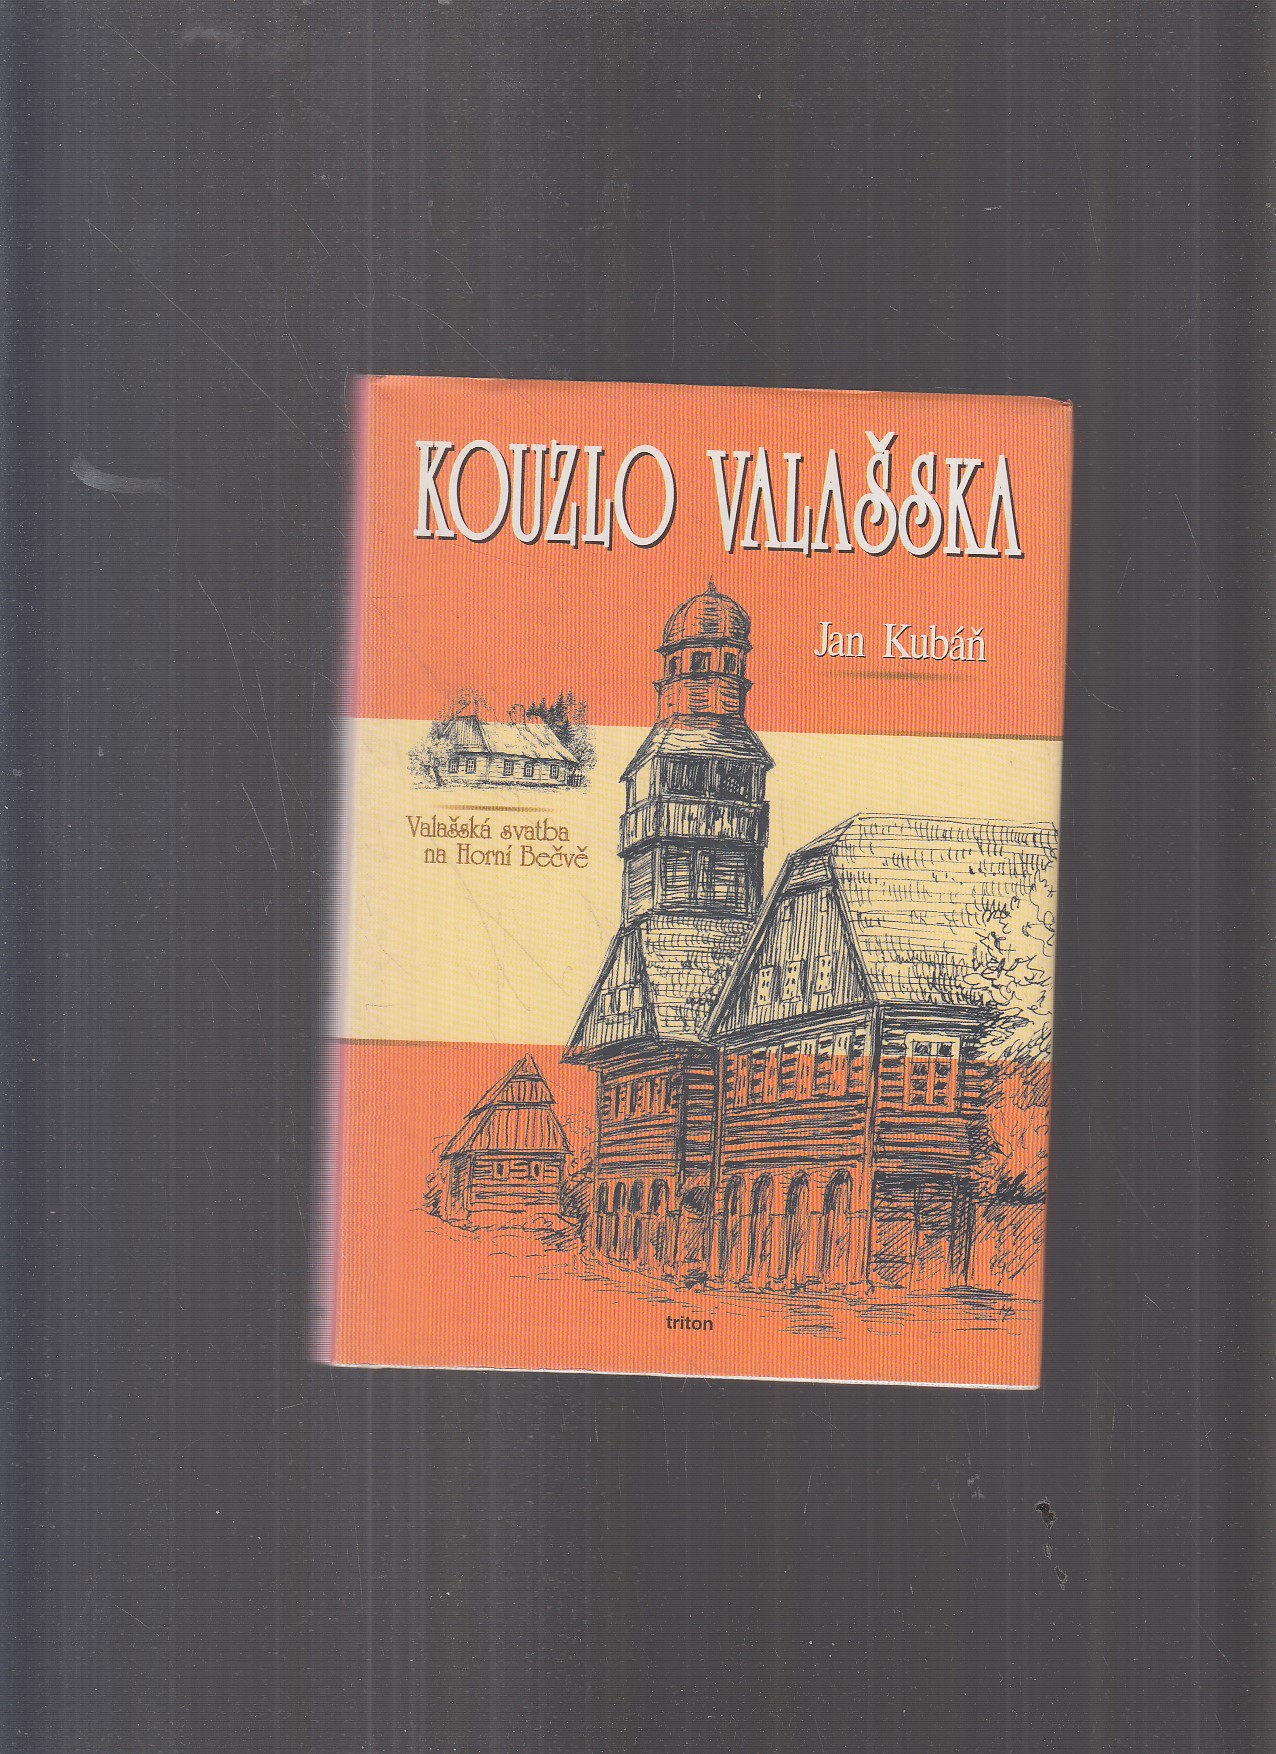 KOUZLO VALAŠSKA
Jan Kubáň
Valašská svatba
na Horní Bečvě
triton